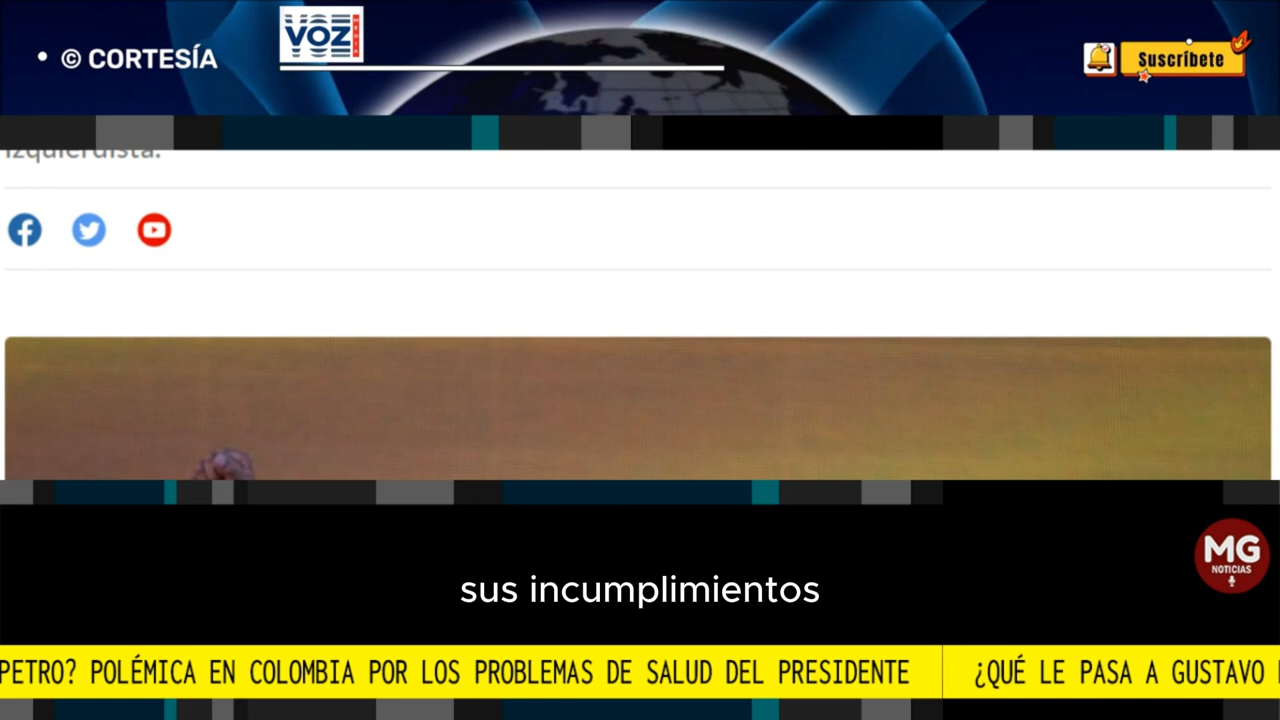 • © CORTESÍA
VOZ
MEDIA
Suscríbete
izquierdista.
sus incumplimientos
MG
NOTICIAS
PETRO? POLÉMICA EN COLOMBIA POR LOS PROBLEMAS DE SALUD DEL PRESIDENTE
¿QUÉ LE PASA A GUSTAVO